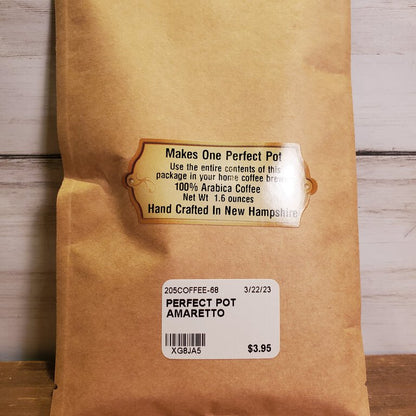 Makes One Perfect Pot
Use the entire contents of this
package in your home coffee
100% Arabica Coffee
Net Wt 1.6 ounces
Hand Crafted In New Hampshire
205COFFEE-68 3/22/23
PERFECT POT
AMARETTO
XG8JA5 $3.95